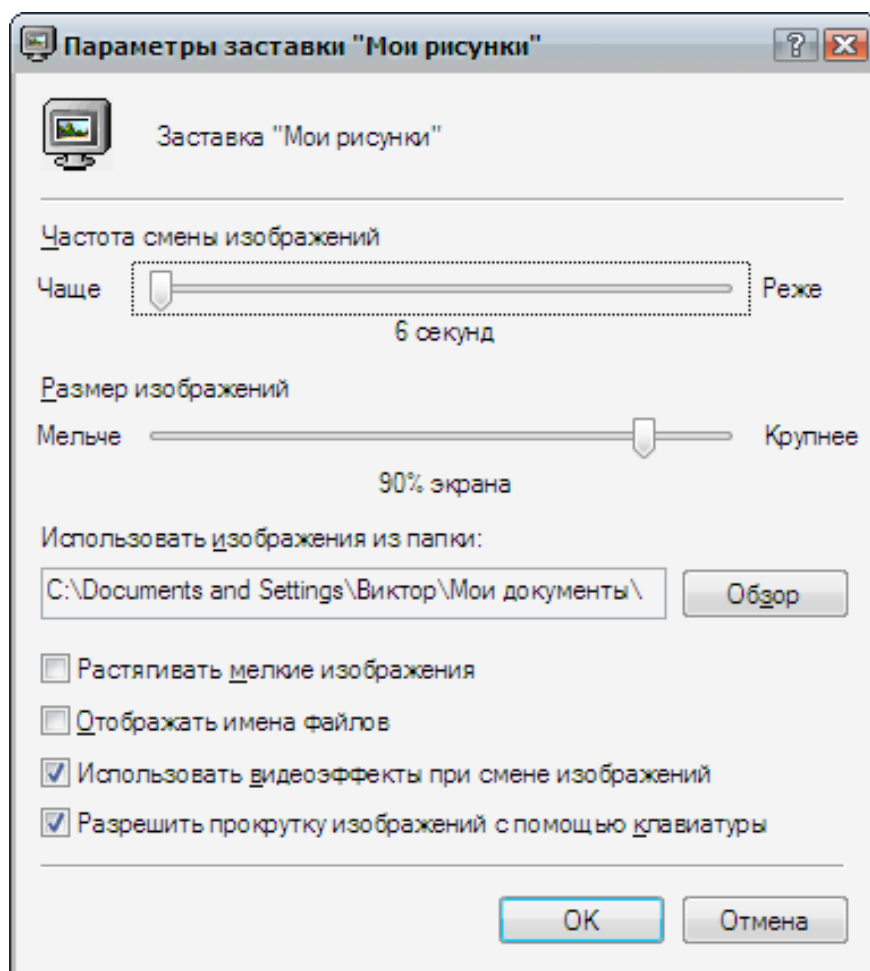 Параметры заставки "Мои рисунки"
Заставка "Мои рисунки"
Частота смены изображений
Чаще Реже
6 секунд
Размер изображений
Мельче Крупнее
90% экрана
Использовать изображения из папки:
C:\Documents and Settings\Виктор\Мои документы\ Обзор
Растягивать мелкие изображения
Отображать имена файлов
Использовать видеоэффекты при смене изображений
Разрешить прокрутку изображений с помощью клавиатуры
OK Отмена